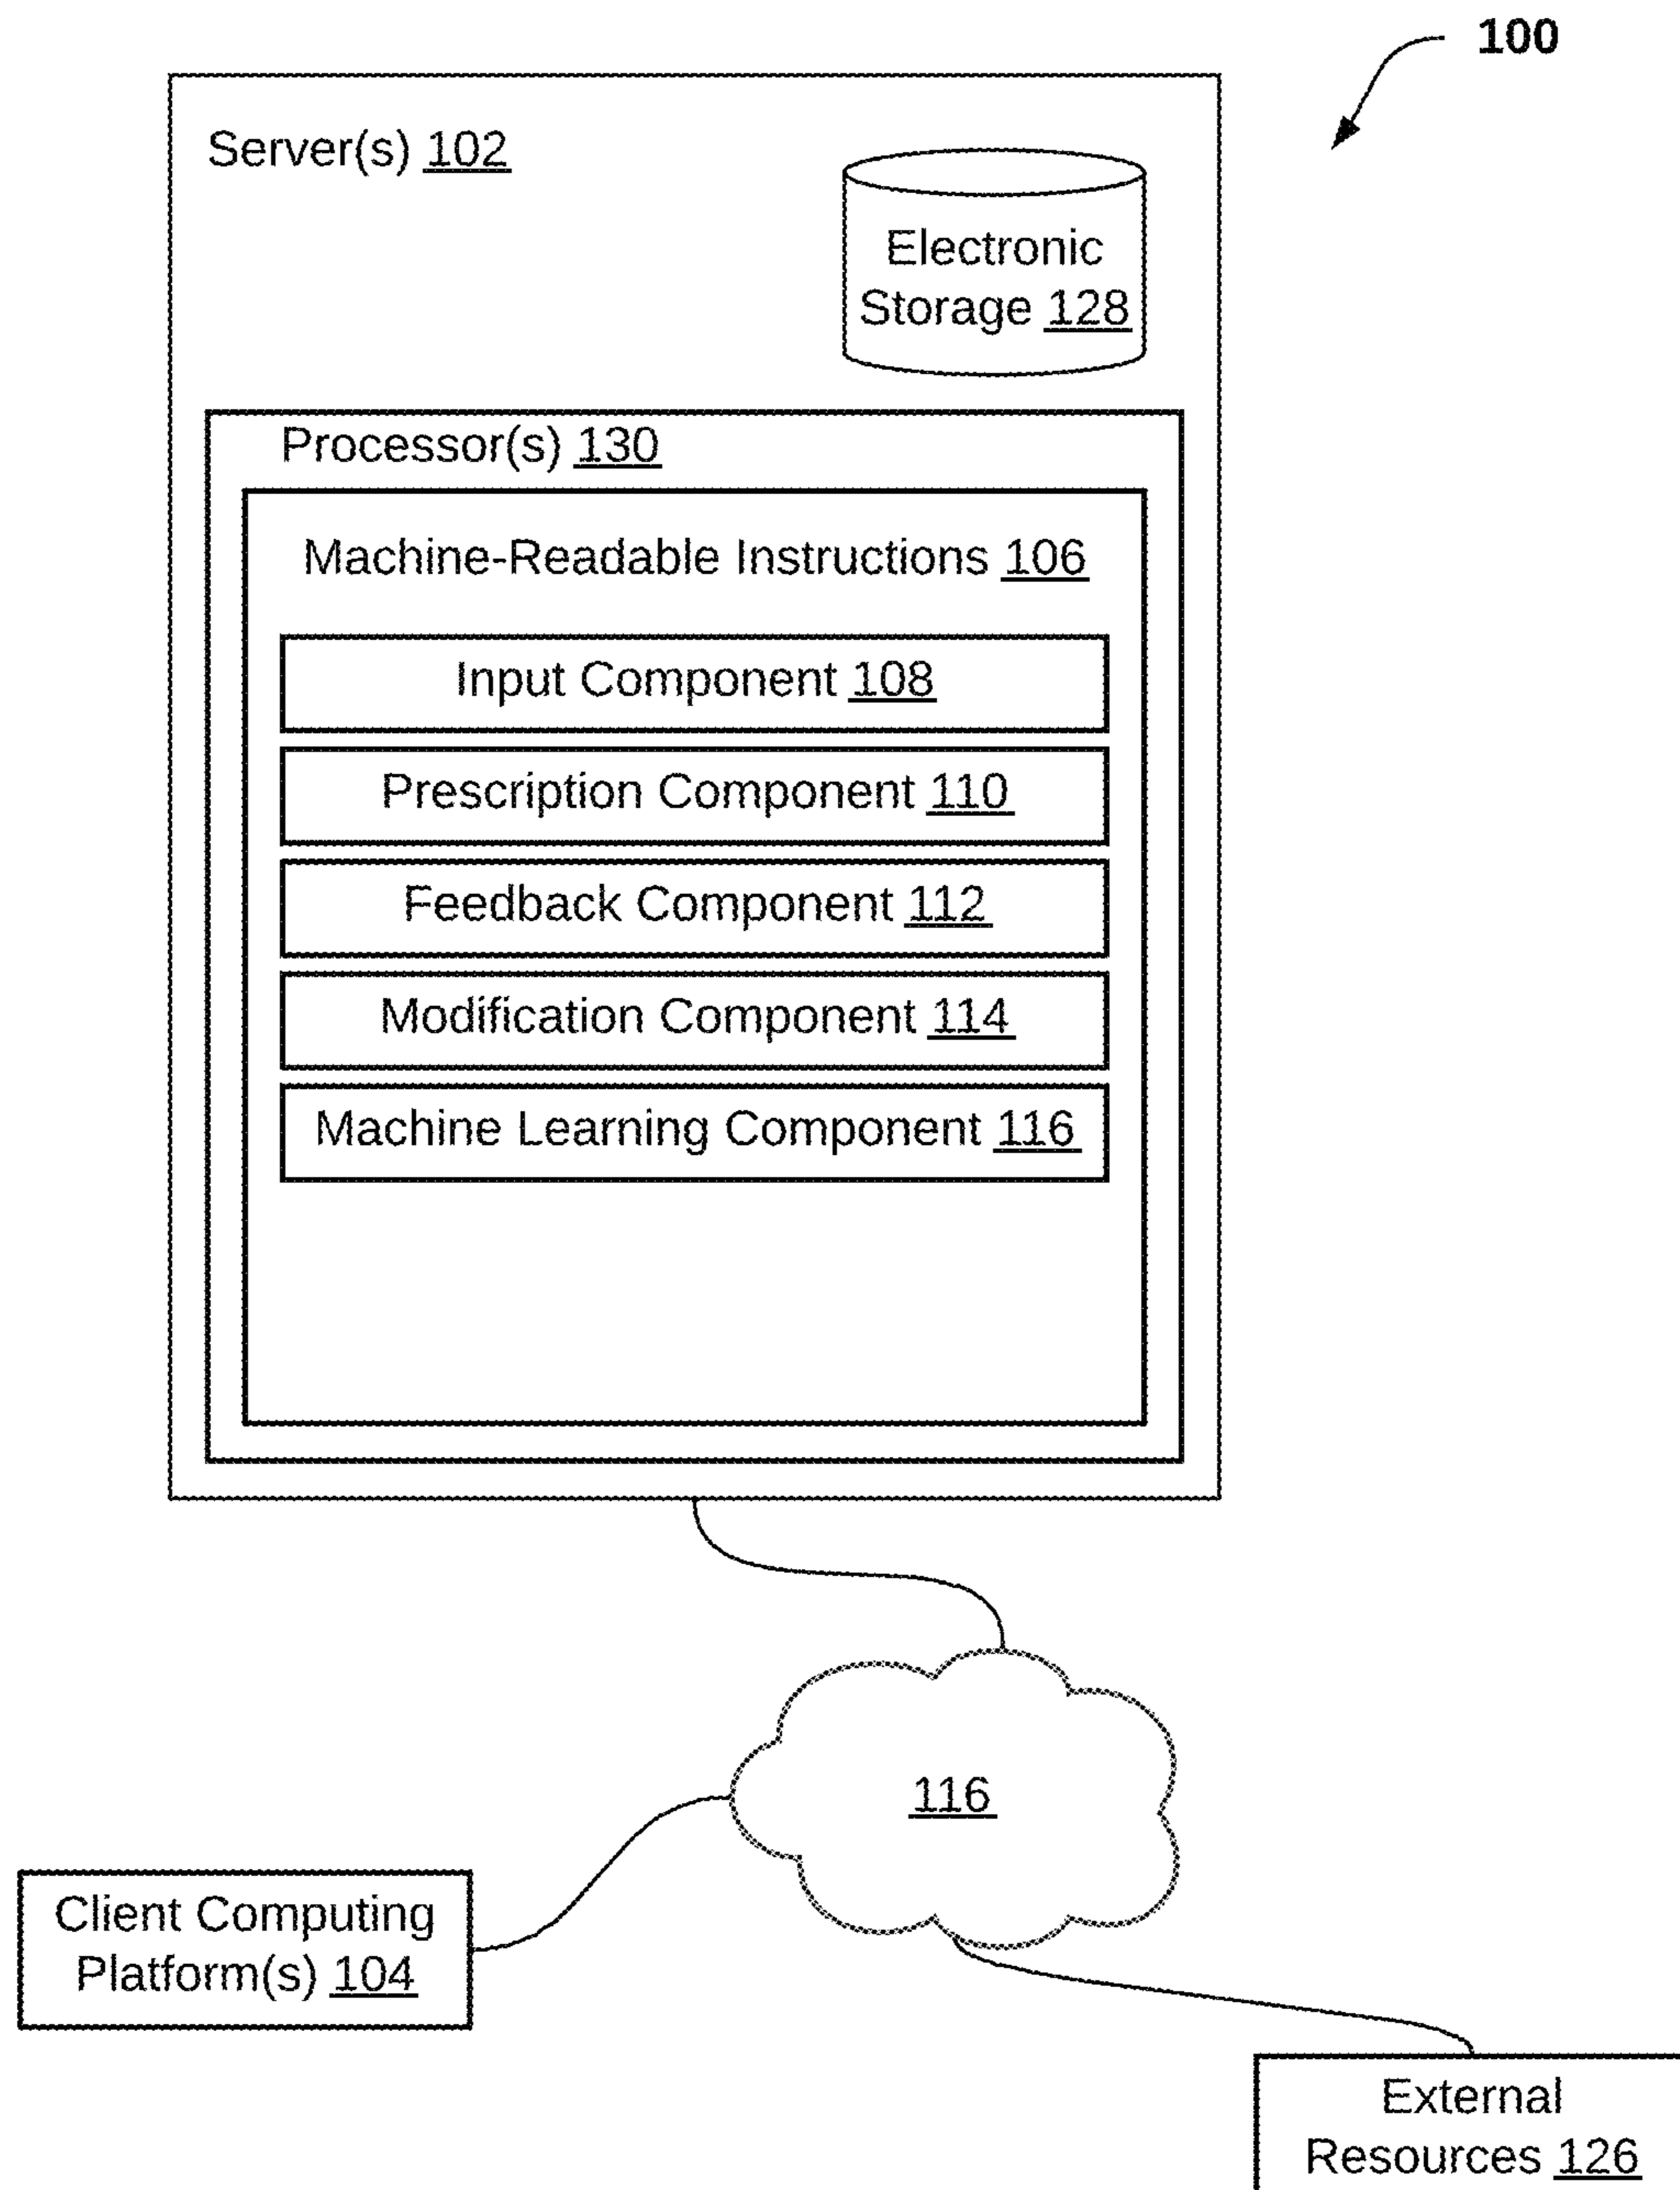 100
Server(s) 102
Electronic
Storage 128
Processor(s) 130
Machine-Readable Instructions 106
Input Component 108
Prescription Component 110
Feedback Component 112
Modification Component 114
Machine Learning Component 116
116
Client Computing
Platform(s) 104
External
Resources 126